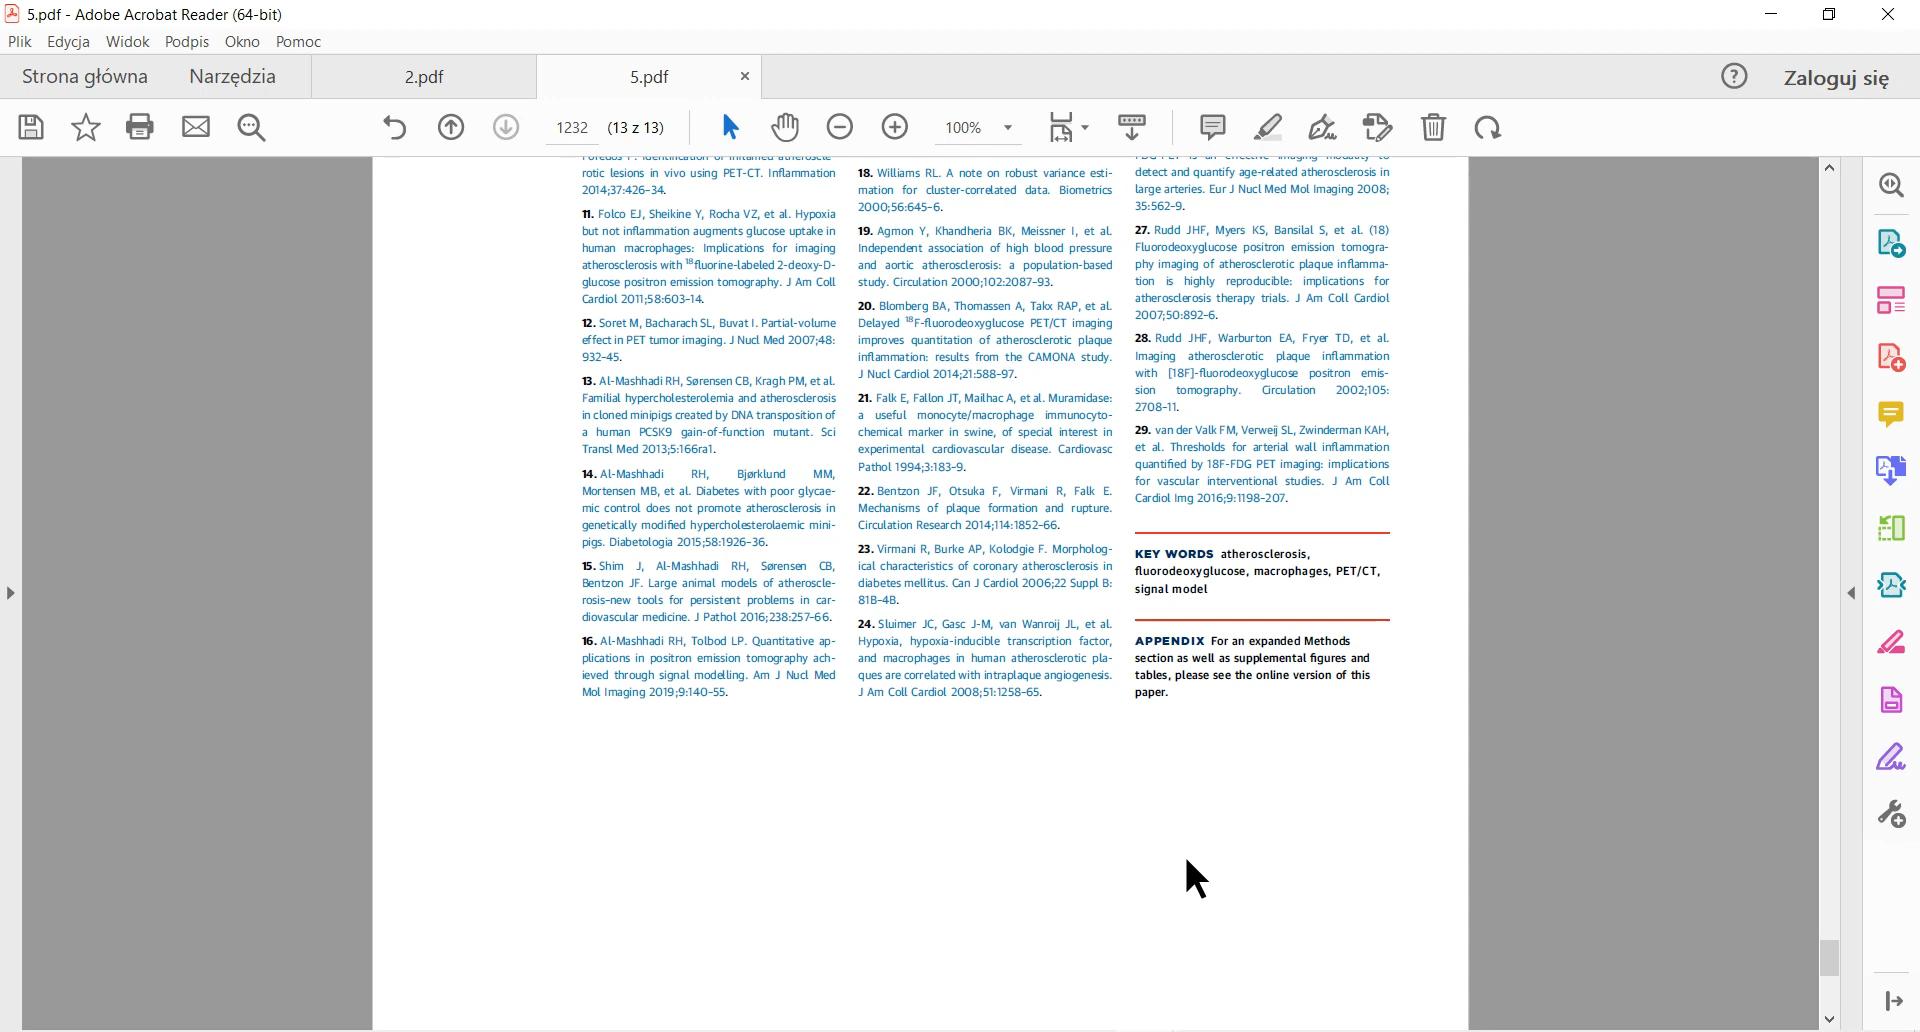 5.pdf - Adobe Acrobat Reader (64-bit)
Plik Edycja Widok Podpis Okno Pomoc
Strona główna Narzędzia 2.pdf 5.pdf Zaloguj się
1232 (13 z 13) 100%
rotic lesions in vivo using PET-CT. Inflammation
2014;37:426-34.
11. Folco EJ, Sheikine Y, Rocha VZ, et al. Hypoxia
but not inflammation augments glucose uptake in
human macrophages: Implications for imaging
atherosclerosis with 18fluorine-labeled 2-deoxy-D-
glucose positron emission tomography. J Am Coll
Cardiol 2011;58:603-14.
12. Soret M, Bacharach SL, Buvat I. Partial-volume
effect in PET tumor imaging. J Nucl Med 2007;48:
932-45.
13. Al-Mashhadi RH, Sørensen CB, Kragh PM, et al.
Familial hypercholesterolemia and atherosclerosis
in cloned minipigs created by DNA transposition of
a human PCSK9 gain-of-function mutant. Sci
Transl Med 2013;5:166ra1.
14. Al-Mashhadi RH, Bjørklund MM,
Mortensen MB, et al. Diabetes with poor glycae-
mic control does not promote atherosclerosis in
genetically modified hypercholesterolaemic mini-
pigs. Diabetologia 2015;58:1926-36.
15. Shim J, Al-Mashhadi RH, Sørensen CB,
Bentzon JF. Large animal models of atheroscle-
rosis-new tools for persistent problems in car-
diovascular medicine. J Pathol 2016;238:257-66.
16. Al-Mashhadi RH, Tolbod LP. Quantitative ap-
plications in positron emission tomography ach-
ieved through signal modelling. Am J Nucl Med
Mol Imaging 2019;9:140-55.
18. Williams RL. A note on robust variance esti-
mation for cluster-correlated data. Biometrics
2000;56:645-6.
19. Agmon Y, Khandheria BK, Meissner I, et al.
Independent association of high blood pressure
and aortic atherosclerosis: a population-based
study. Circulation 2000;102:2087-93.
20. Blomberg BA, Thomassen A, Takx RAP, et al.
Delayed 18F-fluorodeoxyglucose PET/CT imaging
improves quantitation of atherosclerotic plaque
inflammation: results from the CAMONA study.
J Nucl Cardiol 2014;21:588-97.
21. Falk E, Fallon JT, Mailhac A, et al. Muramidase:
a useful monocyte/macrophage immunocyto-
chemical marker in swine, of special interest in
experimental cardiovascular disease. Cardiovasc
Pathol 1994;3:183-9.
22. Bentzon JF, Otsuka F, Virmani R, Falk E.
Mechanisms of plaque formation and rupture.
Circulation Research 2014;114:1852-66.
23. Virmani R, Burke AP, Kolodgie F. Morpholog-
ical characteristics of coronary atherosclerosis in
diabetes mellitus. Can J Cardiol 2006;22 Suppl B:
81B-4B.
24. Sluimer JC, Gasc J-M, van Wanroij JL, et al.
Hypoxia, hypoxia-inducible transcription factor,
and macrophages in human atherosclerotic pla-
ques are correlated with intraplaque angiogenesis.
J Am Coll Cardiol 2008;51:1258-65.
detect and quantify age-related atherosclerosis in
large arteries. Eur J Nucl Med Mol Imaging 2008;
35:562-9.
27. Rudd JHF, Myers KS, Bansilal S, et al. (18)
Fluorodeoxyglucose positron emission tomogra-
phy imaging of atherosclerotic plaque inflamma-
tion is highly reproducible: implications for
atherosclerosis therapy trials. J Am Coll Cardiol
2007;50:892-6.
28. Rudd JHF, Warburton EA, Fryer TD, et al.
Imaging atherosclerotic plaque inflammation
with [18F]-fluorodeoxyglucose positron emis-
sion tomography. Circulation 2002;105:
2708-11.
29. van der Valk FM, Verweij SL, Zwinderman KAH,
et al. Thresholds for arterial wall inflammation
quantified by 18F-FDG PET imaging: implications
for vascular interventional studies. J Am Coll
Cardiol Img 2016;9:1198-207.
KEY WORDS atherosclerosis,
fluorodeoxyglucose, macrophages, PET/CT,
signal model
APPENDIX For an expanded Methods
section as well as supplemental figures and
tables, please see the online version of this
paper.